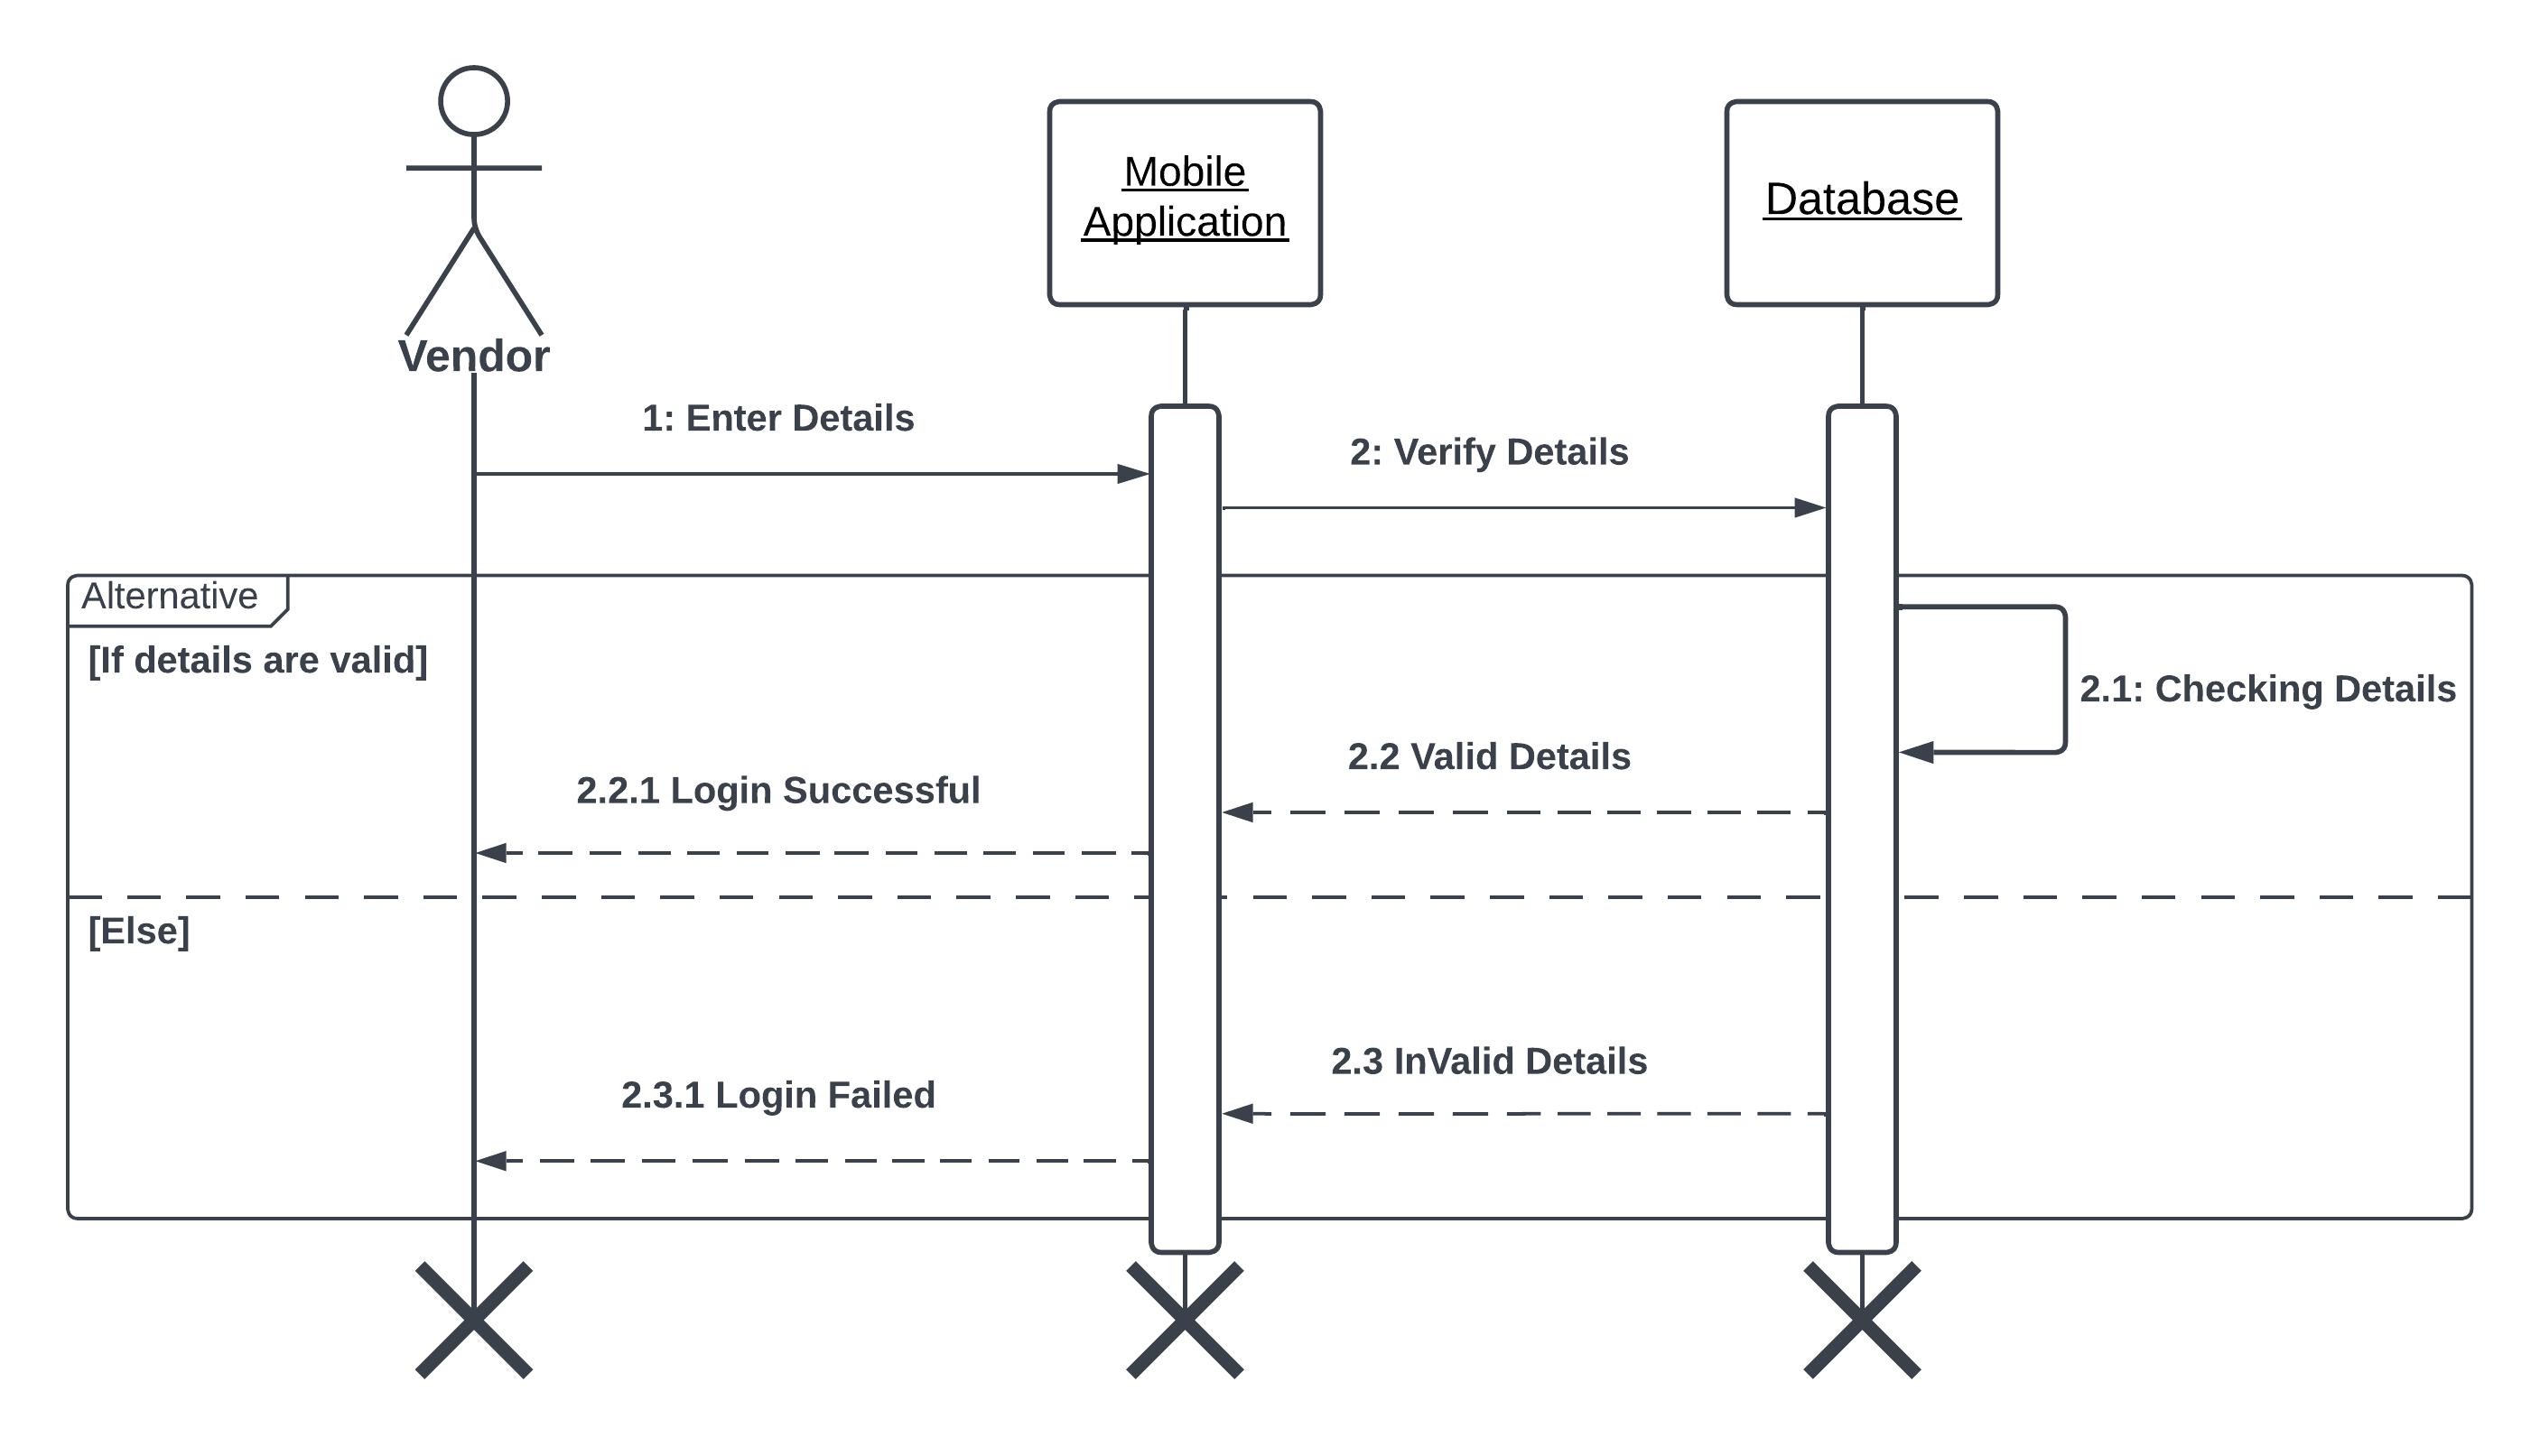 Mobile
Application
Database
Vendor
1: Enter Details
2: Verify Details
Alternative
[If details are valid]
2.1: Checking Details
2.2 Valid Details
2.2.1 Login Successful
[Else]
2.3 InValid Details
2.3.1 Login Failed